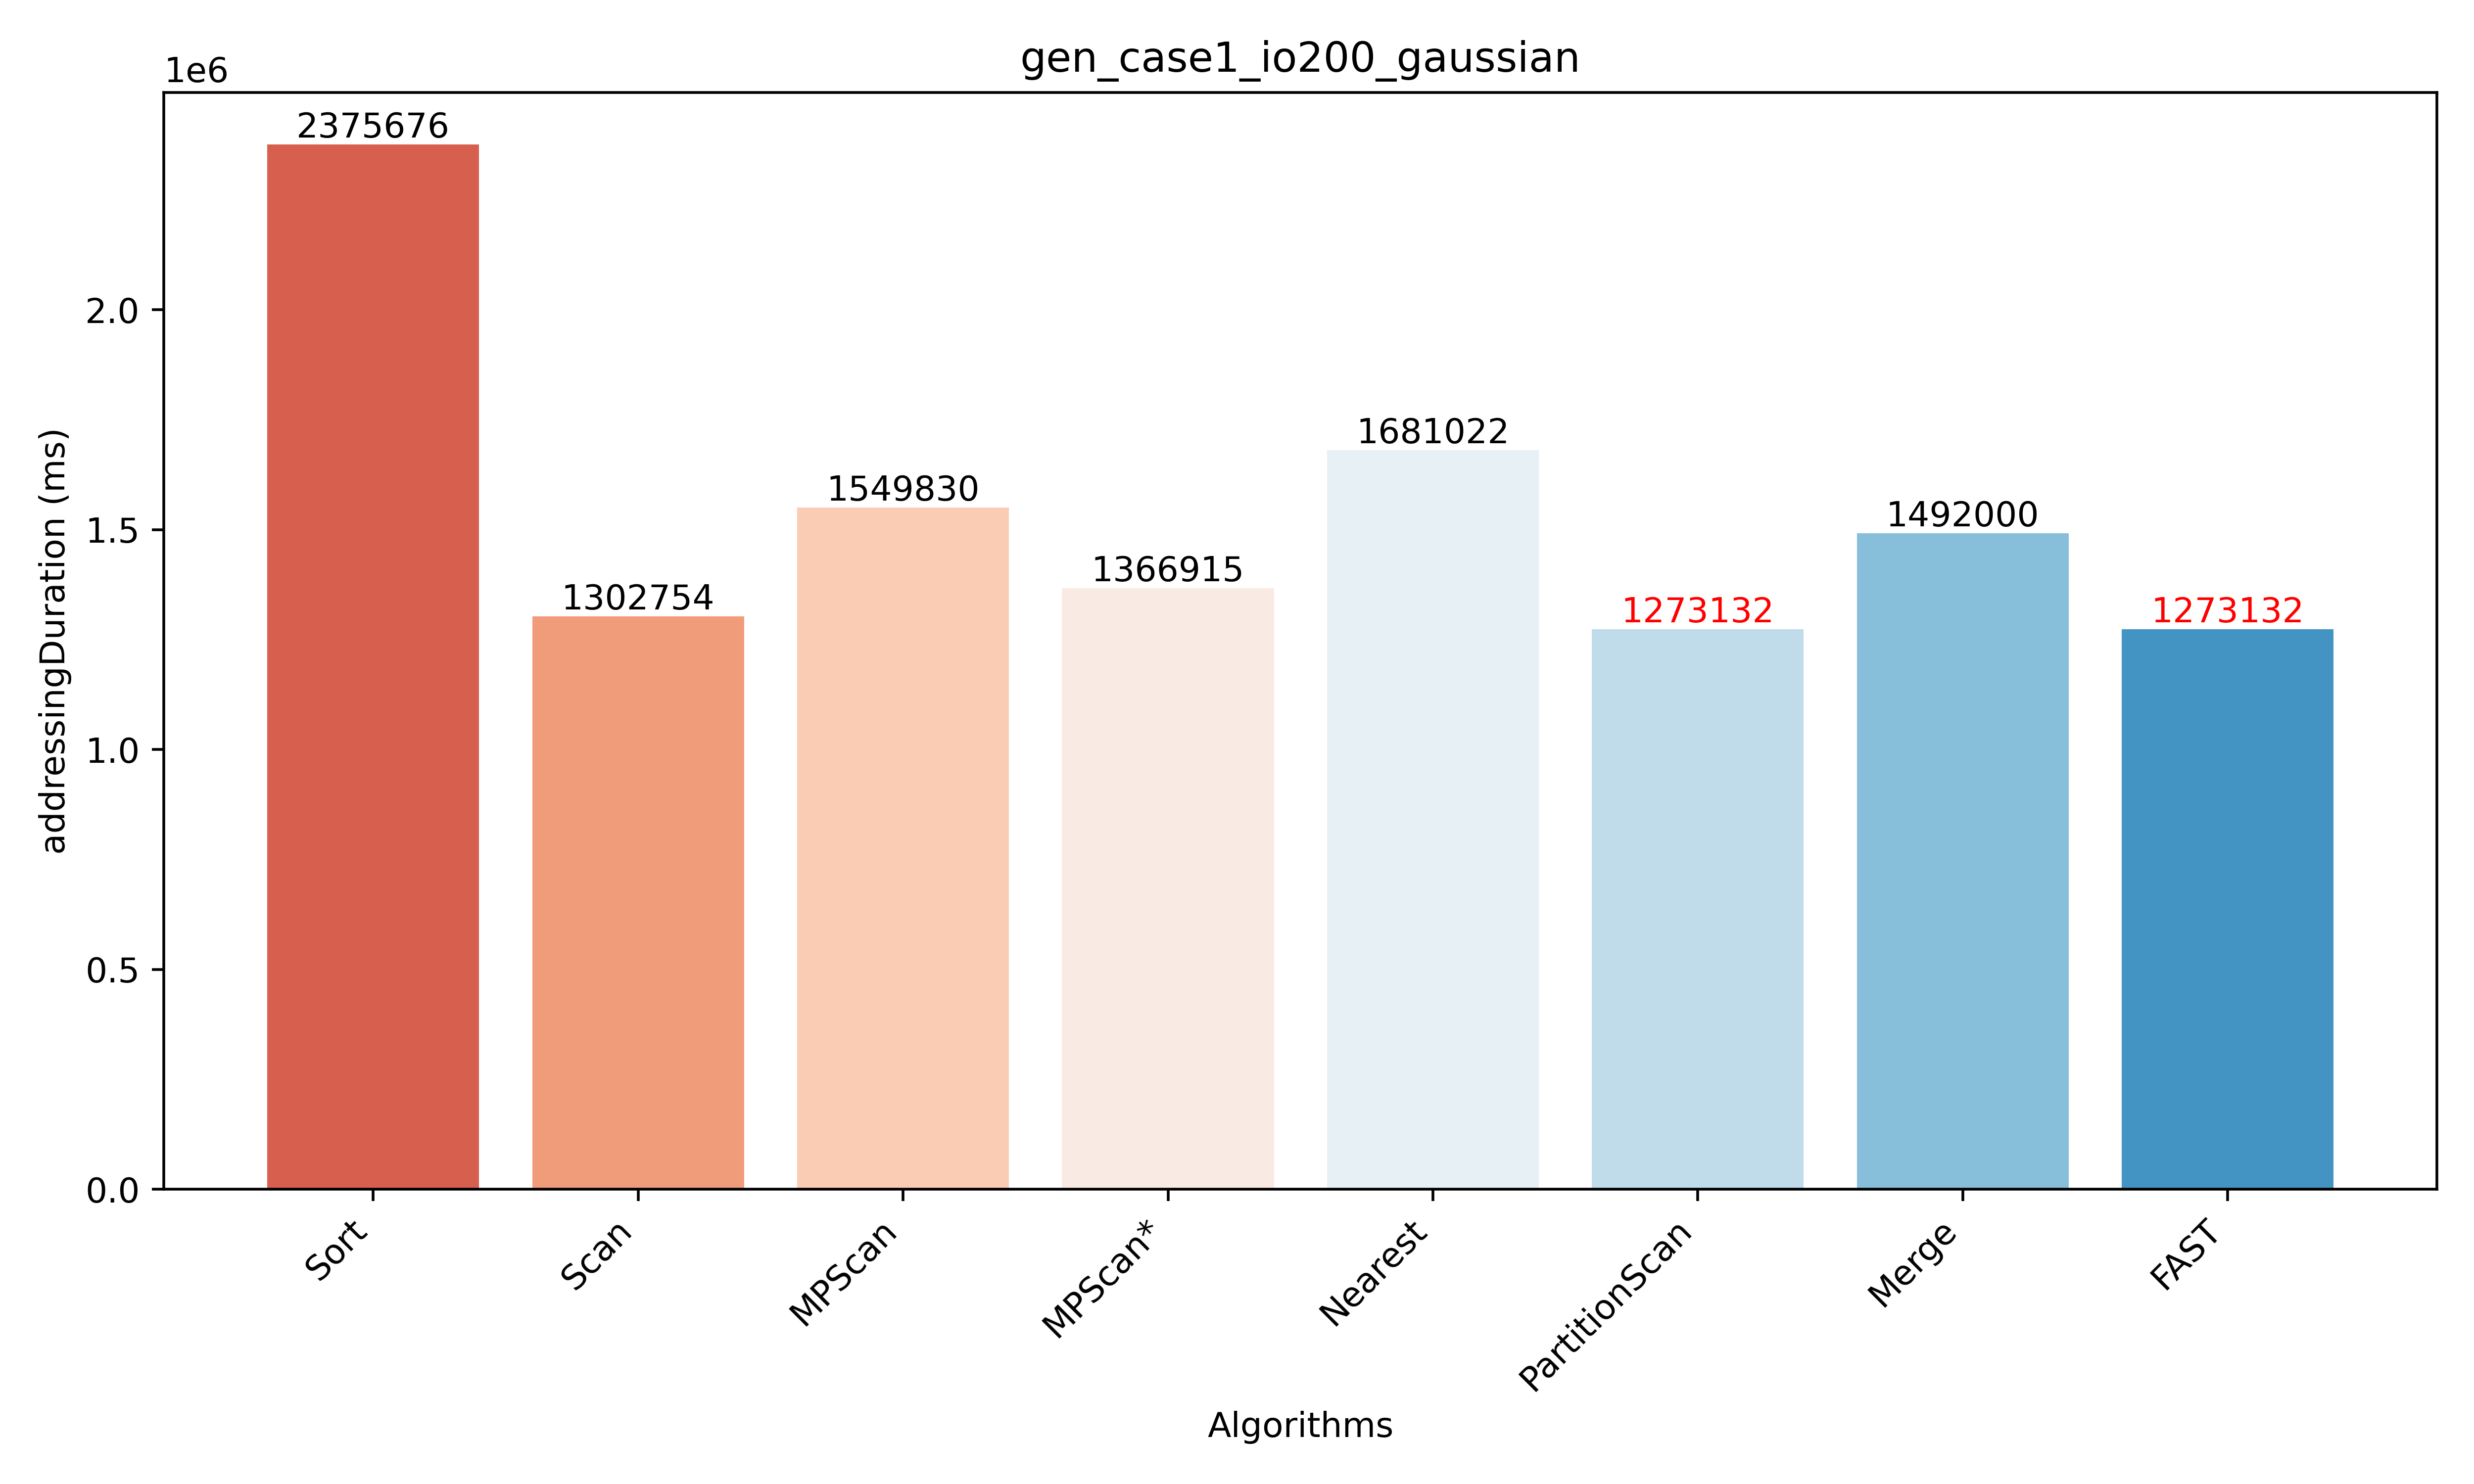 gen_case1_io200_gaussian
1e6
2375676
1302754
1549830
1366915
1681022
1273132
1492000
1273132
addressingDuration (ms)
2.0
1.5
1.0
0.5
0.0
Sort
Scan
MPScan
MPScan*
Nearest
PartitionScan
Merge
FAST
Algorithms